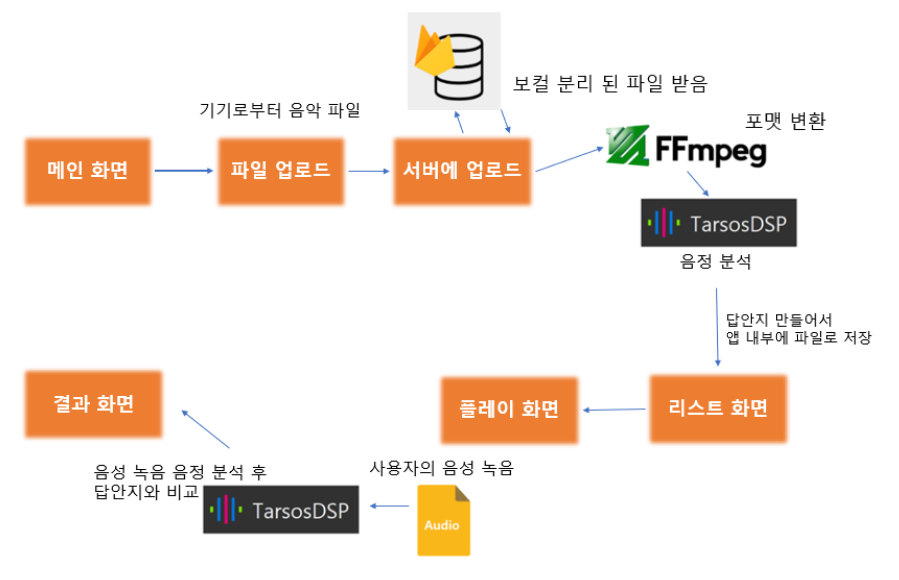 보컬 분리 된 파일 받음
기기로부터 음악 파일
포맷 변환
메인 화면
파일 업로드
서버에 업로드
FFmpeg
TarsosDSP
음정 분석
답안지 만들어서
앱 내부에 파일로 저장
결과 화면
플레이 화면
리스트 화면
음성 녹음 음정 분석 후
답안지와 비교
사용자의 음성 녹음
TarsosDSP
Audio